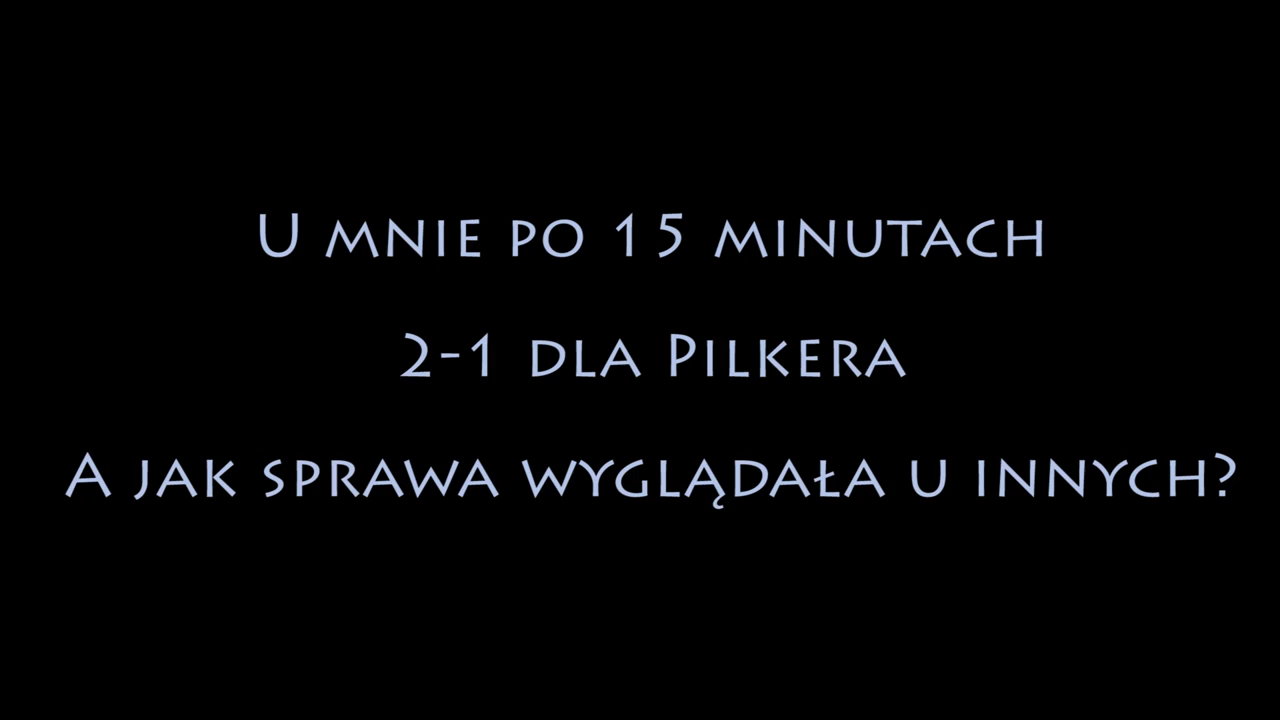 U mnie po 15 minutach
2-1 dla Pilkera
A jak sprawa wyglądała u innych?